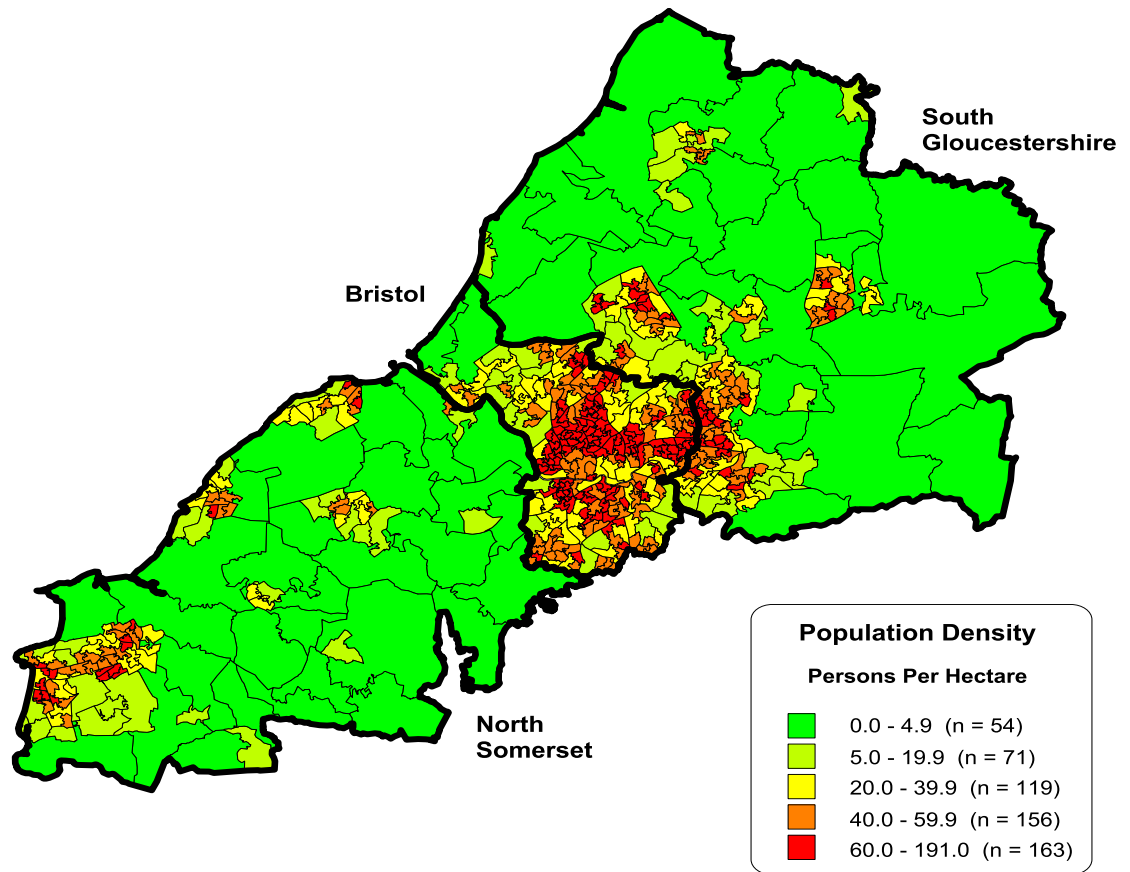 South
Gloucestershire
Bristol
North
Somerset
Population Density
Persons Per Hectare
0.0 - 4.9 (n = 54)
5.0 - 19.9 (n = 71)
20.0 - 39.9 (n = 119)
40.0 - 59.9 (n = 156)
60.0 - 191.0 (n = 163)